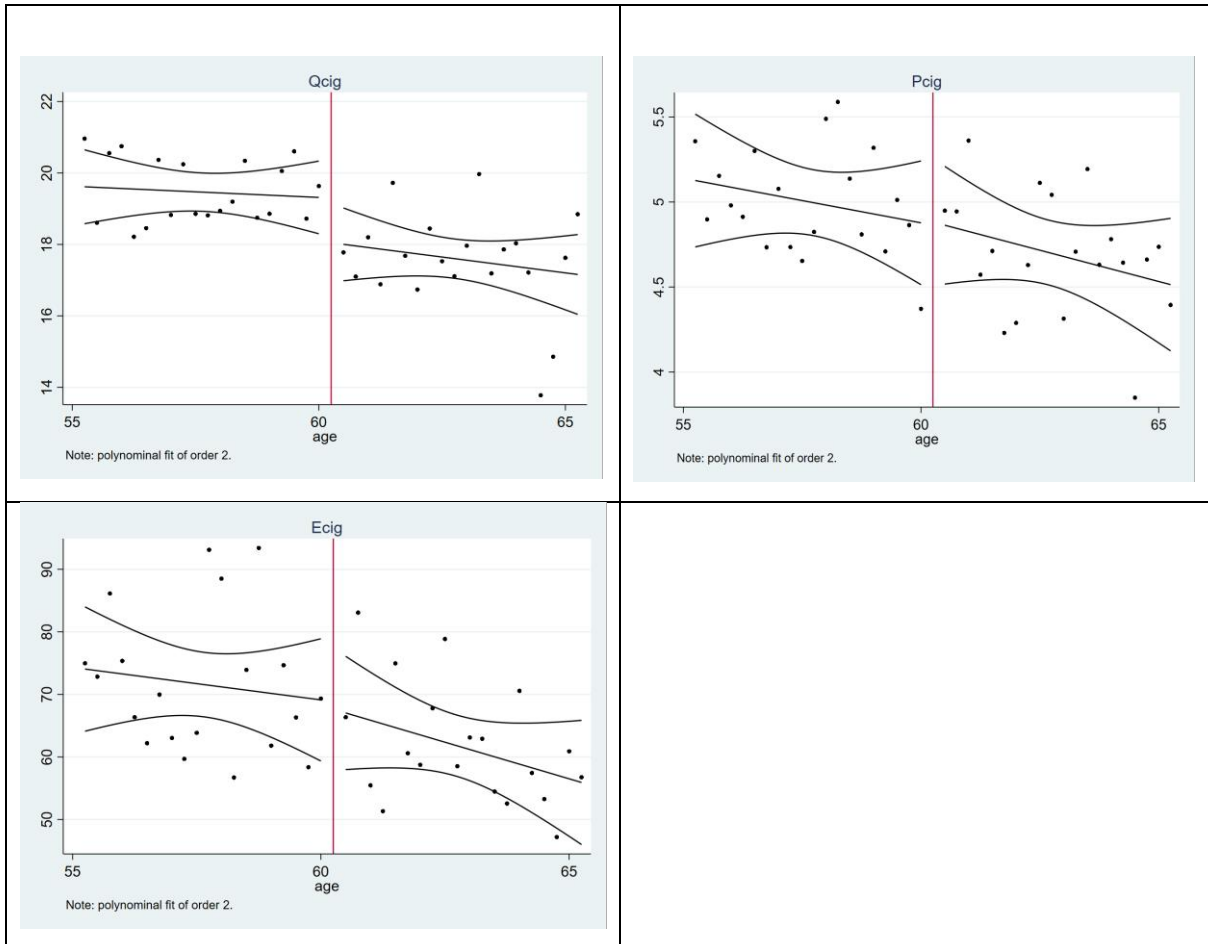 Qcig
22
20
18
16
14
55
60
65
age
Note: polynominal fit of order 2.
Pcig
5.5
5
4.5
4
55
60
65
age
Note: polynominal fit of order 2.
Ecig
90
80
70
60
50
55
60
65
age
Note: polynominal fit of order 2.